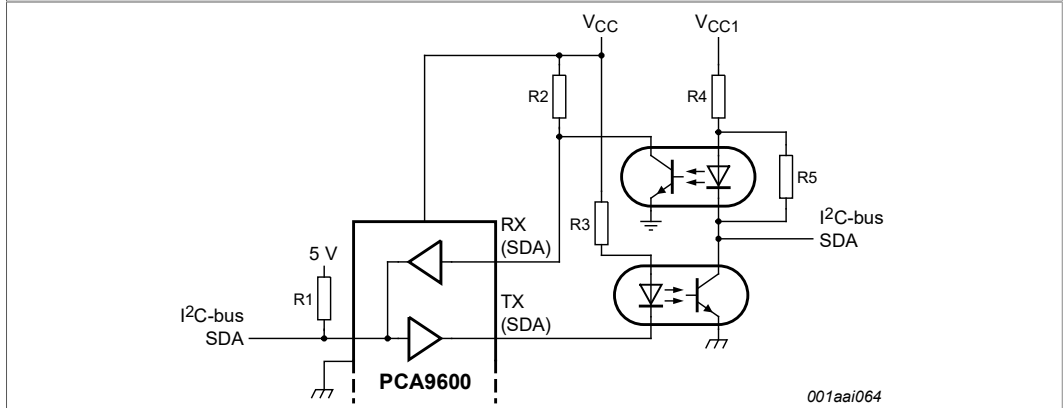 VCC
VCC1
R2
R4
R5
RX
(SDA)
R3
I2C-bus
SDA
5 V
R1
TX
(SDA)
I2C-bus
SDA
PCA9600
001aai064